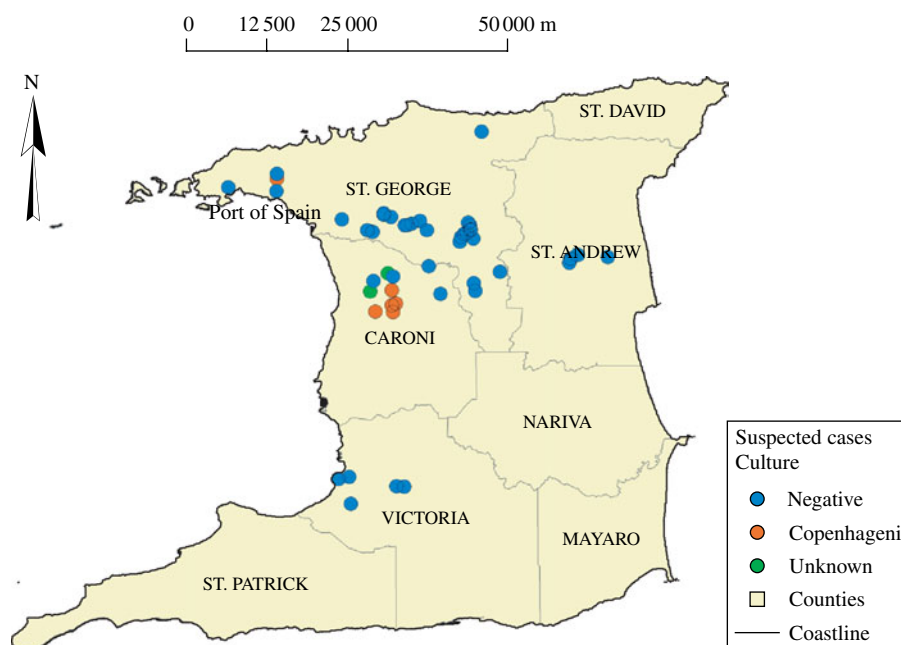 0 12 500 25 000 50 000 m
N
ST. DAVID
ST. GEORGE
Port of Spain
ST. ANDREW
CARONI
NARIVA
VICTORIA
MAYARO
ST. PATRICK
Suspected cases
Culture
Negative
Copenhageni
Unknown
Counties
Coastline